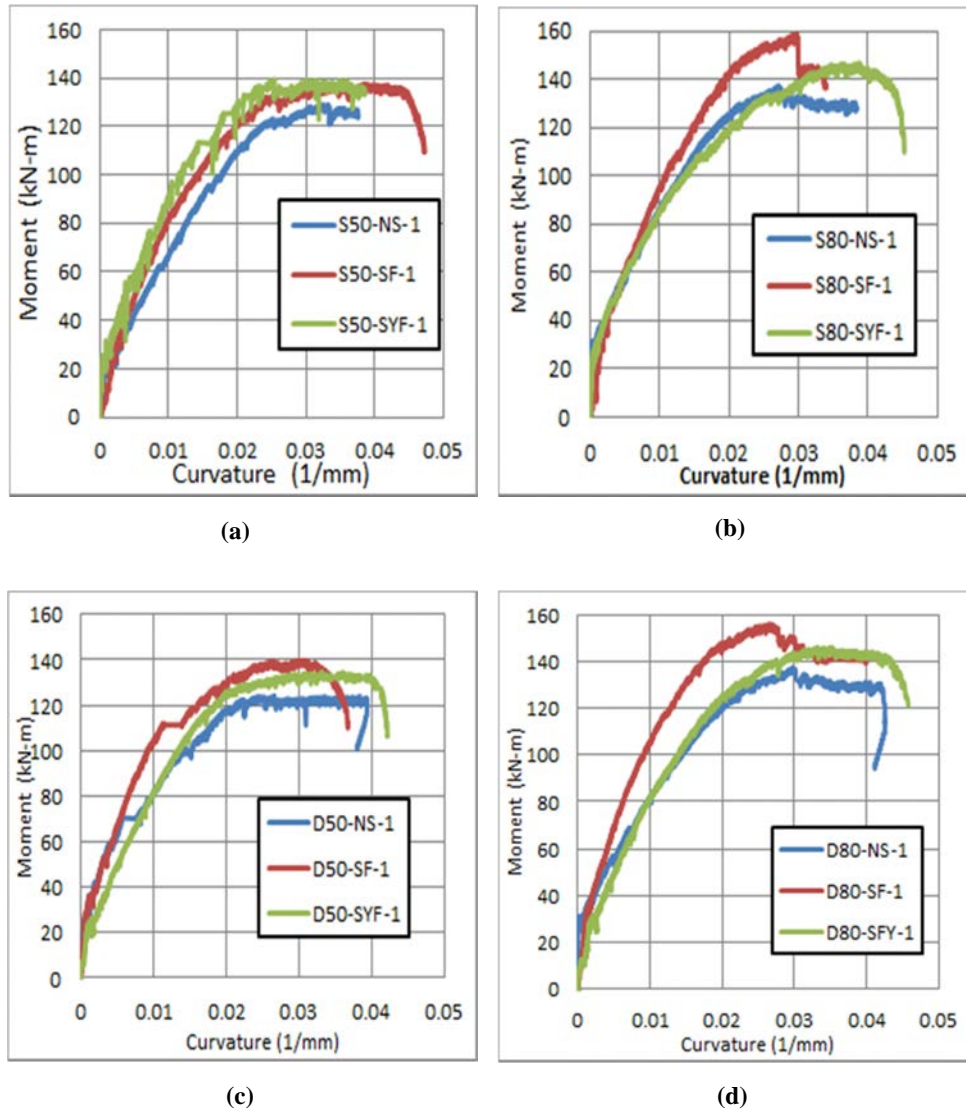 160
140
120
100
80
60
40
20
0
Moment (kN-m)
S50-NS-1
S50-SF-1
S50-SYF-1
0 0.01 0.02 0.03 0.04 0.05
Curvature (1/mm)
(a)
160
140
120
100
80
60
40
20
0
Moment (kN-m)
S80-NS-1
S80-SF-1
S80-SYF-1
0 0.01 0.02 0.03 0.04 0.05
Curvature (1/mm)
(b)
160
140
120
100
80
60
40
20
0
Moment (kN-m)
D50-NS-1
D50-SF-1
D50-SYF-1
0 0.01 0.02 0.03 0.04 0.05
Curvature (1/mm)
(c)
160
140
120
100
80
60
40
20
0
Moment (kN-m)
D80-NS-1
D80-SF-1
D80-SFY-1
0 0.01 0.02 0.03 0.04 0.05
Curvature (1/mm)
(d)